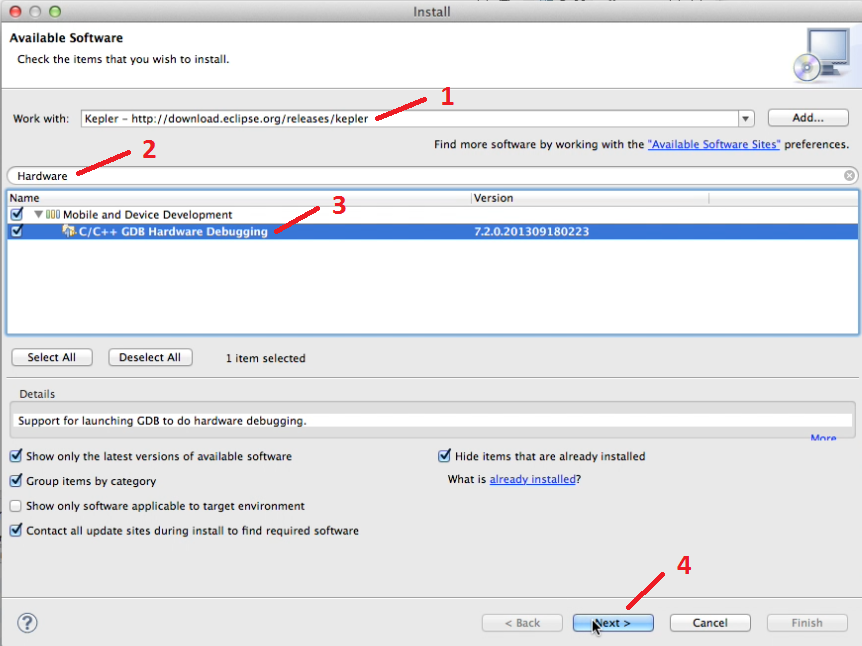 Install
Available Software
Check the items that you wish to install.
1
Work with: Kepler – http://download.eclipse.org/releases/kepler Add...
Find more software by working with the "Available Software Sites" preferences.
2
Hardware
Name Version
3
Mobile and Device Development
C/C++ GDB Hardware Debugging 7.2.0.201309180223
Select All Deselect All 1 item selected
Details
Support for launching GDB to do hardware debugging.
More
Show only the latest versions of available software Hide items that are already installed
Group items by category What is already installed?
Show only software applicable to target environment
Contact all update sites during install to find required software
4
? < Back Next > Cancel Finish